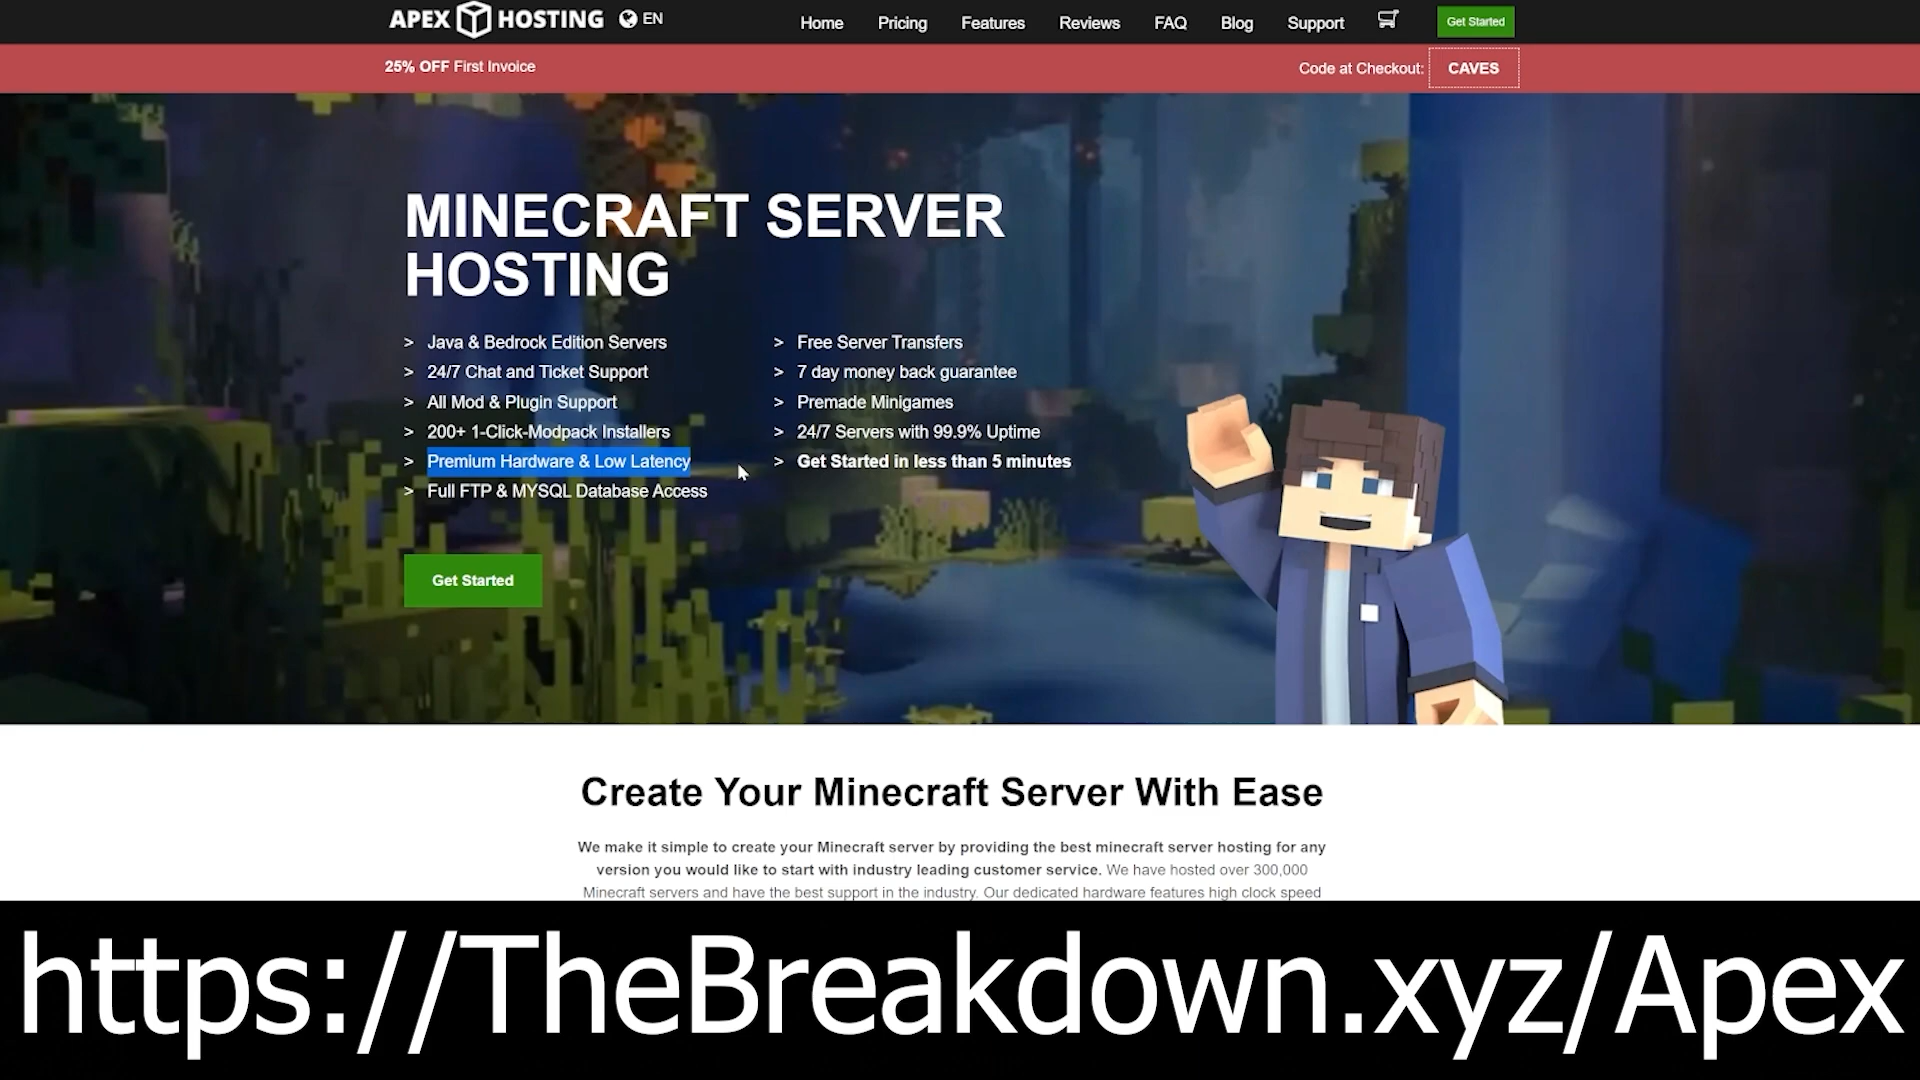 APEX HOSTING EN Home Pricing Features Reviews FAQ Blog Support Get Started
25% OFF First Invoice Code at Checkout: CAVES
MINECRAFT SERVER
HOSTING
> Java & Bedrock Edition Servers
> 24/7 Chat and Ticket Support
> All Mod & Plugin Support
> 200+ 1-Click-Modpack Installers
> Premium Hardware & Low Latency
> Full FTP & MYSQL Database Access
> Free Server Transfers
> 7 day money back guarantee
> Premade Minigames
> 24/7 Servers with 99.9% Uptime
> Get Started in less than 5 minutes
Get Started
Create Your Minecraft Server With Ease
We make it simple to create your Minecraft server by providing the best minecraft server hosting for any
version you would like to start with industry leading customer service. We have hosted over 300,000
Minecraft servers and have the best support in the industry. Our dedicated hardware features high clock speed
https://TheBreakdown.xyz/Apex